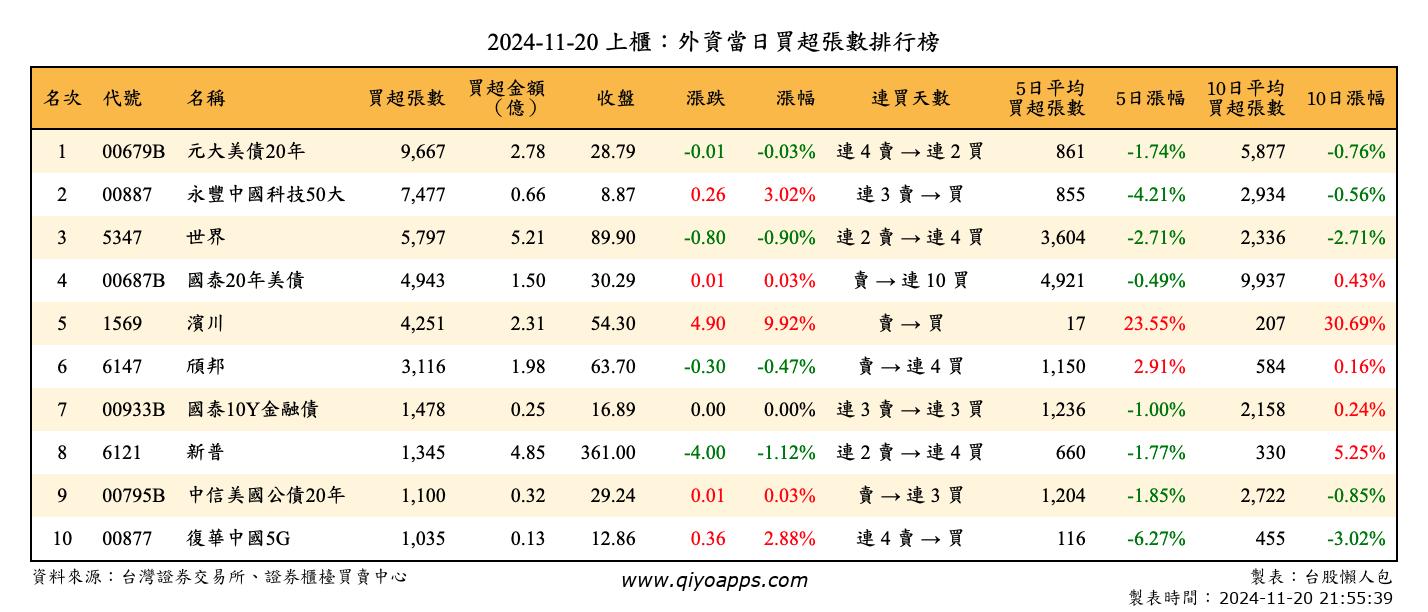 2024-11-20 上櫃：外資當日買超張數排行榜
名次 代號 名稱 買超張數 買超金額（億） 收盤 漲跌 漲幅 連買天數 5日平均買超張數 5日漲幅 10日平均買超張數 10日漲幅
1 00679B 元大美債20年 9,667 2.78 28.79 -0.01 -0.03% 連 4 賣 → 連 2 買 861 -1.74% 5,877 -0.76%
2 00887 永豐中國科技50大 7,477 0.66 8.87 0.26 3.02% 連 3 賣 → 買 855 -4.21% 2,934 -0.56%
3 5347 世界 5,797 5.21 89.90 -0.80 -0.90% 連 2 賣 → 連 4 買 3,604 -2.71% 2,336 -2.71%
4 00687B 國泰20年美債 4,943 1.50 30.29 0.01 0.03% 賣 → 連 10 買 4,921 -0.49% 9,937 0.43%
5 1569 濱川 4,251 2.31 54.30 4.90 9.92% 賣 → 買 17 23.55% 207 30.69%
6 6147 頎邦 3,116 1.98 63.70 -0.30 -0.47% 賣 → 連 4 買 1,150 2.91% 584 0.16%
7 00933B 國泰10Y金融債 1,478 0.25 16.89 0.00 0.00% 連 3 賣 → 連 3 買 1,236 -1.00% 2,158 0.24%
8 6121 新普 1,345 4.85 361.00 -4.00 -1.12% 連 2 賣 → 連 4 買 660 -1.77% 330 5.25%
9 00795B 中信美國公債20年 1,100 0.32 29.24 0.01 0.03% 賣 → 連 3 買 1,204 -1.85% 2,722 -0.85%
10 00877 復華中國5G 1,035 0.13 12.86 0.36 2.88% 連 4 賣 → 買 116 -6.27% 455 -3.02%
資料來源：台灣證券交易所、證券櫃檯買賣中心 www.qiyoapps.com 製表：台股懶人包
製表時間：2024-11-20 21:55:39